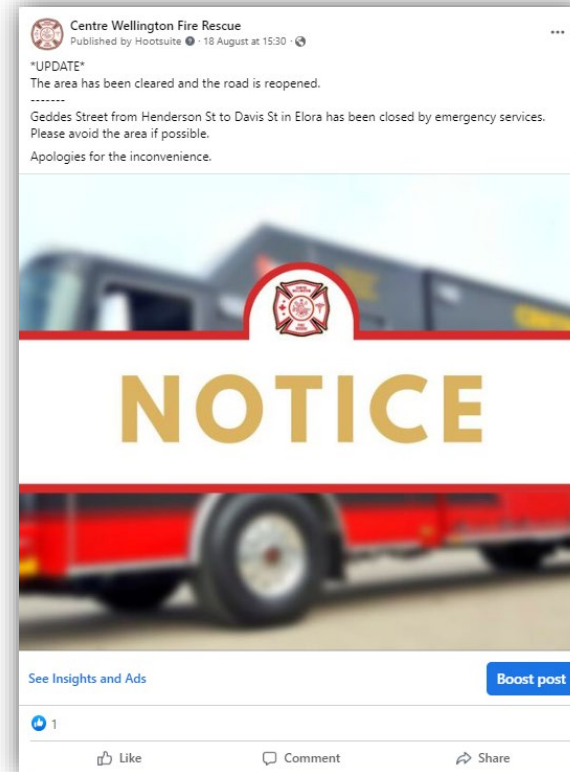 Centre Wellington Fire Rescue
Published by Hootsuite · 18 August at 15:30 ·
*UPDATE*
The area has been cleared and the road is reopened.
-------
Geddes Street from Henderson St to Davis St in Elora has been closed by emergency services.
Please avoid the area if possible.
Apologies for the inconvenience.
NOTICE
See Insights and Ads
Boost post
1
Like
Comment
Share